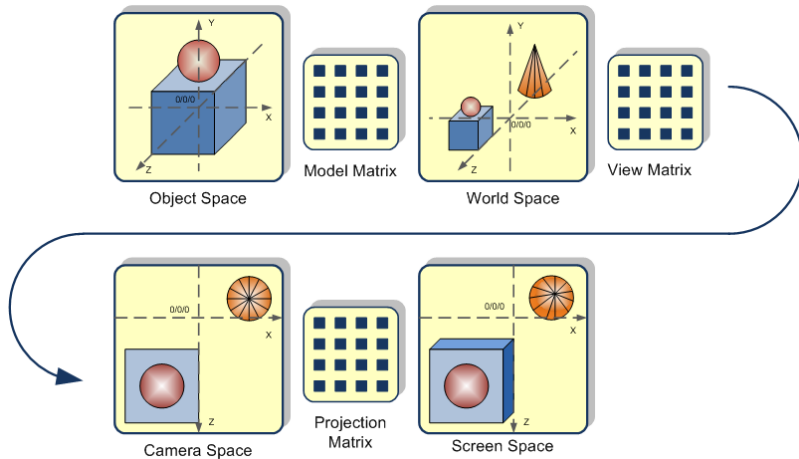 Y
0/0/0
X
Z
Object Space
Model Matrix
Y
0/0/0
X
Z
World Space
View Matrix
0/0/0
X
Z
Camera Space
Projection
Matrix
0/0/0
X
Z
Screen Space